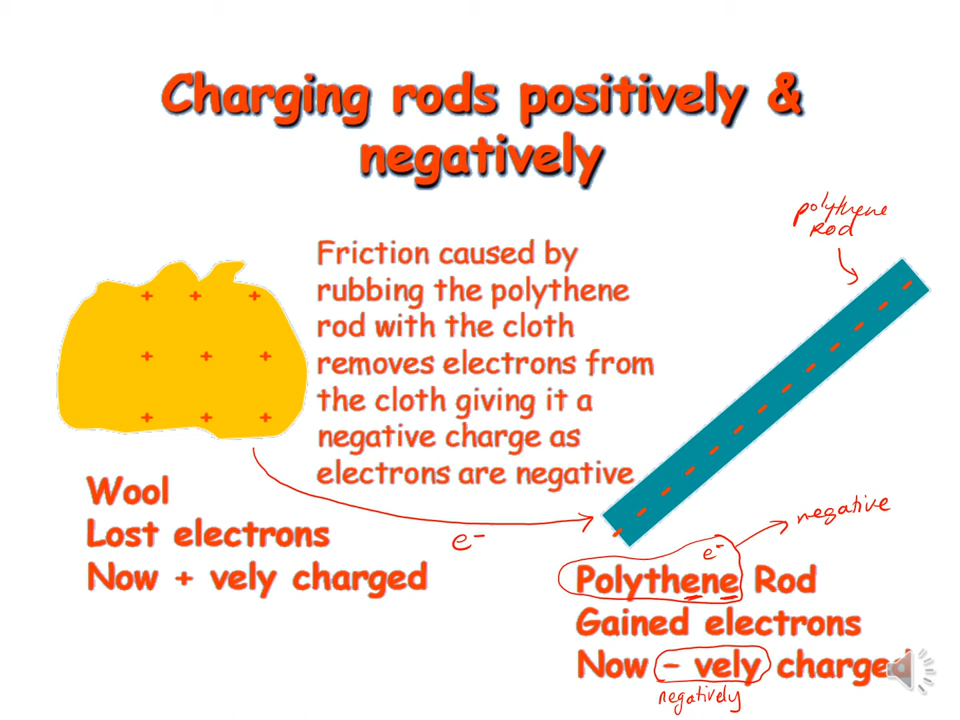 Charging rods positively &
negatively
polythene
rod
Friction caused by
rubbing the polythene
rod with the cloth
removes electrons from
the cloth giving it a
negative charge as
electrons are negative
+ + +
+ + +
+ + +
- - - - - - - - - - - - -
Wool
Lost electrons
Now + vely charged
e-
negative
e-
Polythene Rod
Gained electrons
Now - vely charged
negatively